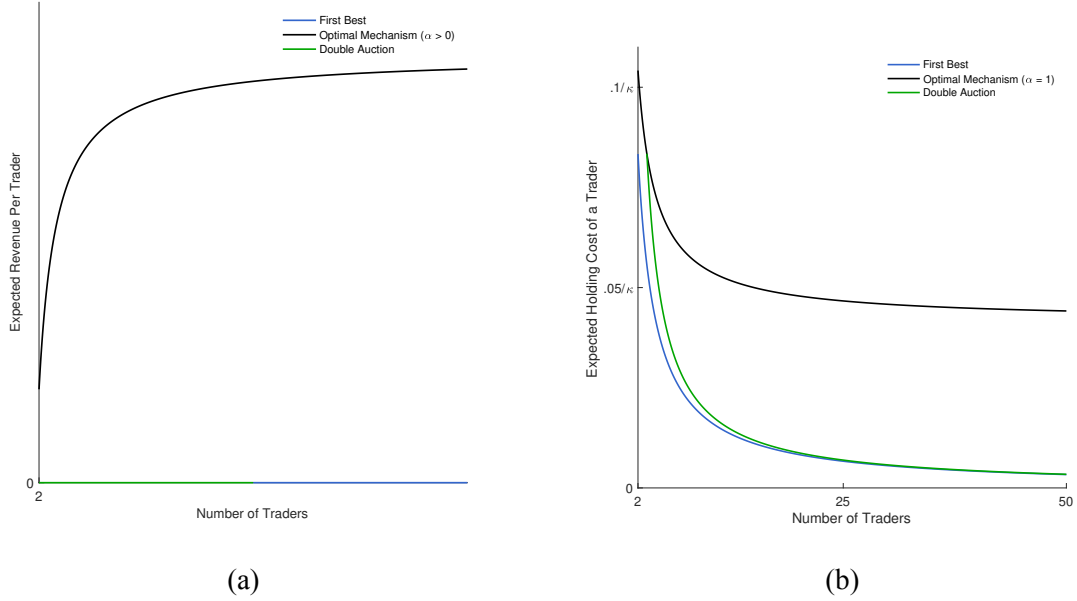 First Best
Optimal Mechanism (α > 0)
Double Auction
Expected Revenue Per Trader
0
2
Number of Traders
(a)
First Best
Optimal Mechanism (α = 1)
Double Auction
Expected Holding Cost of a Trader
.1/κ
.05/κ
0
2
25
50
Number of Traders
(b)